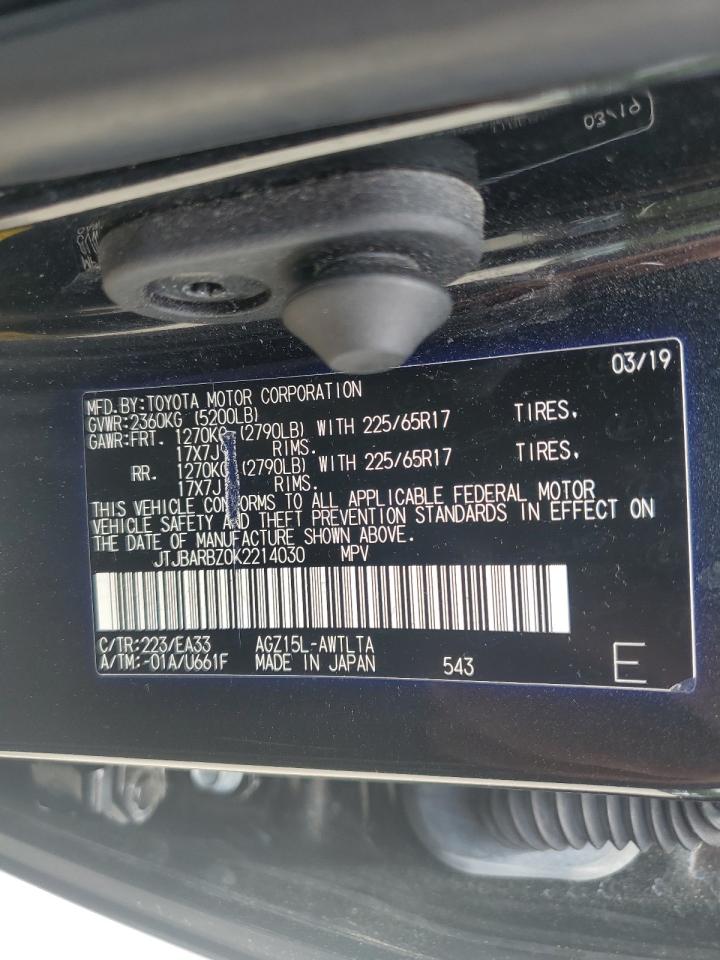 03/19
03/19
MFD.BY:TOYOTA MOTOR CORPORATION
GVWR:2360KG (5200LB)
GAWR:FRT. 1270KG (2790LB) WITH 225/65R17 TIRES,
17X7J RIMS.
RR. 1270KG (2790LB) WITH 225/65R17 TIRES,
17X7J RIMS.
THIS VEHICLE CONFORMS TO ALL APPLICABLE FEDERAL MOTOR
VEHICLE SAFETY AND THEFT PREVENTION STANDARDS IN EFFECT ON
THE DATE OF MANUFACTURE SHOWN ABOVE.
JTJBARBZ0K2214030 MPV
C/TR:223/EA33 AGZ15L-AWTLTA
A/TM:-01A/U661F MADE IN JAPAN 543 E